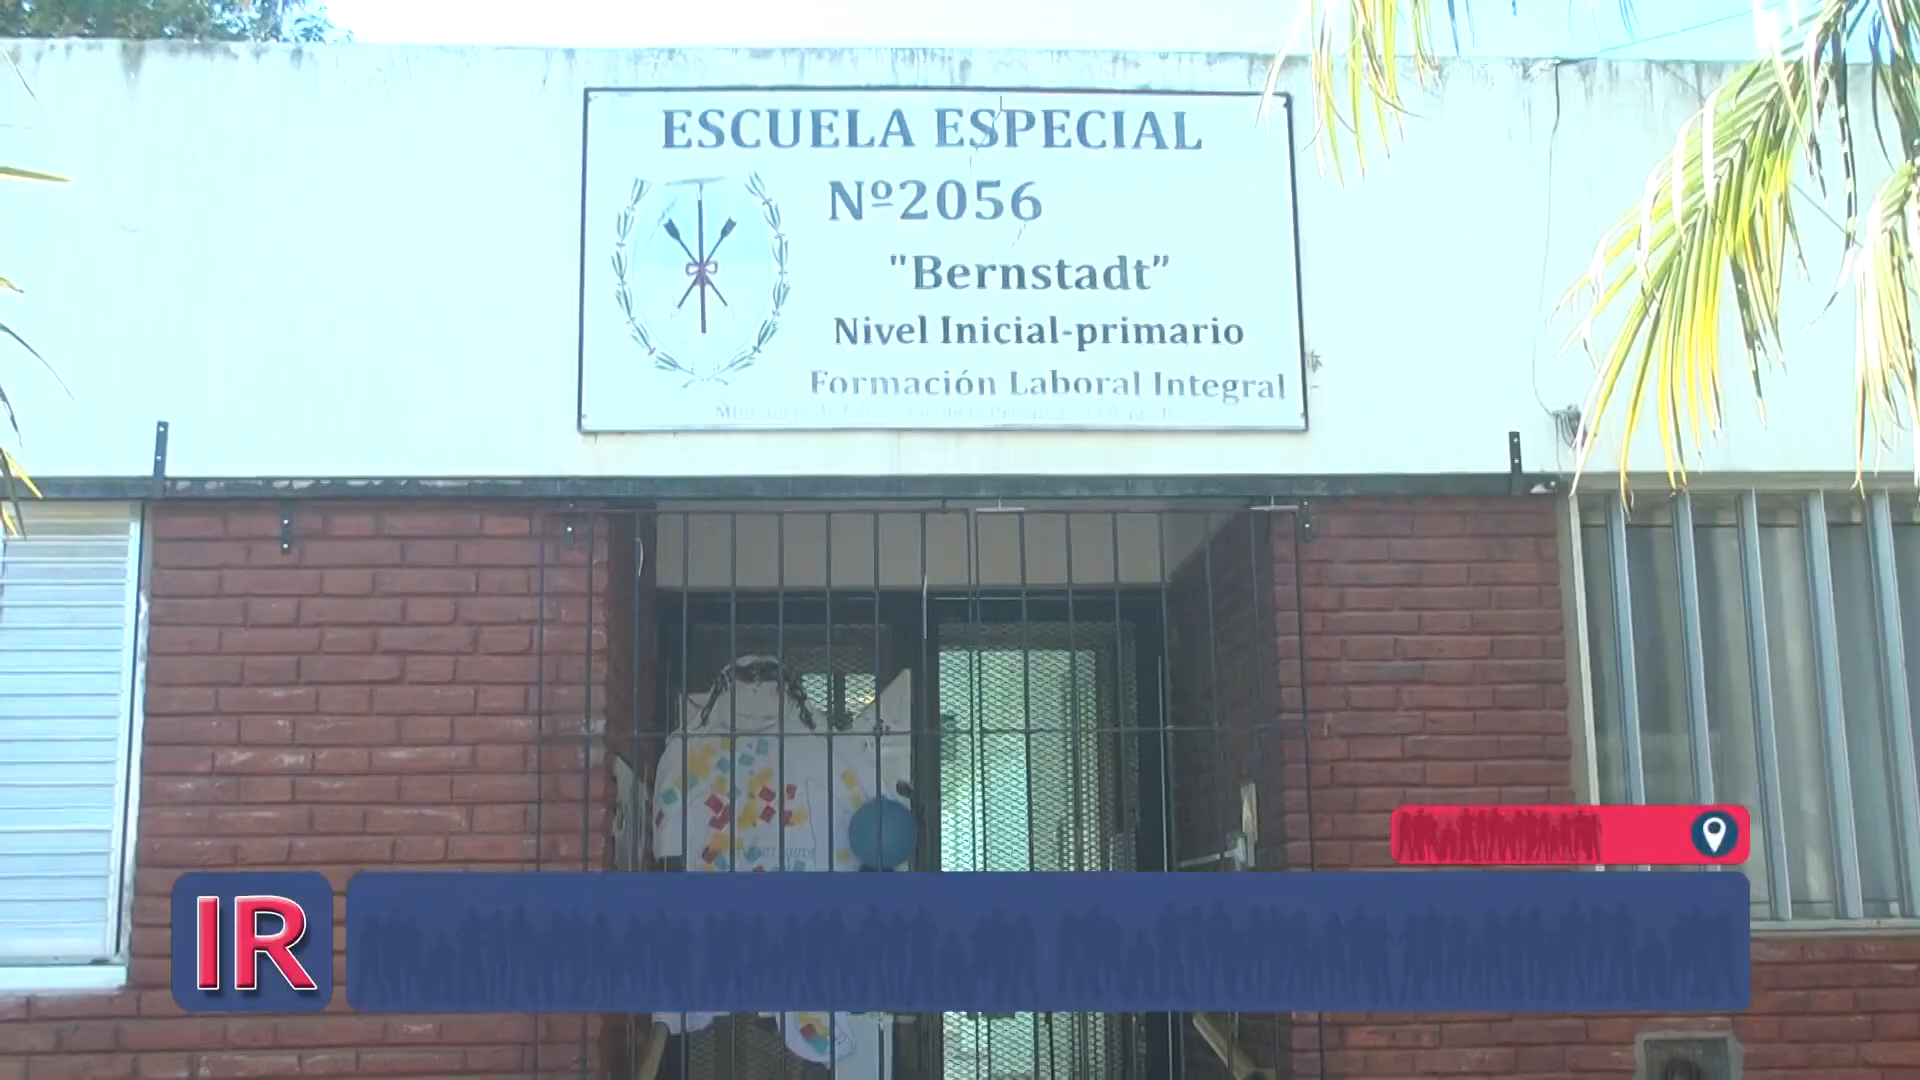 ESCUELA ESPECIAL
Nº2056
"Bernstadt”
Nivel Inicial-primario
Formación Laboral Integral
IR